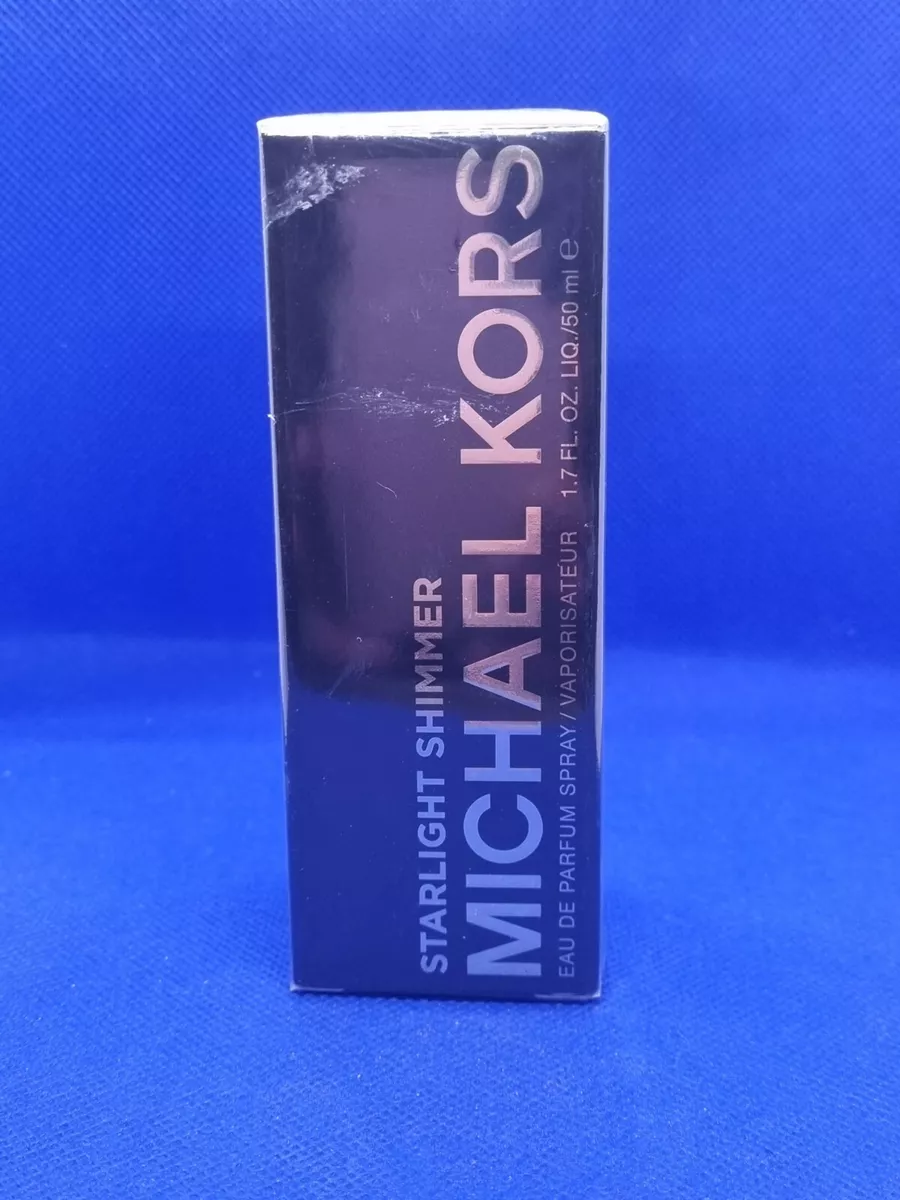 STARLIGHT SHIMMER
MICHAEL KORS
EAU DE PARFUM SPRAY / VAPORISATEUR 1.7 FL. OZ. LIQ./50 ml ℮